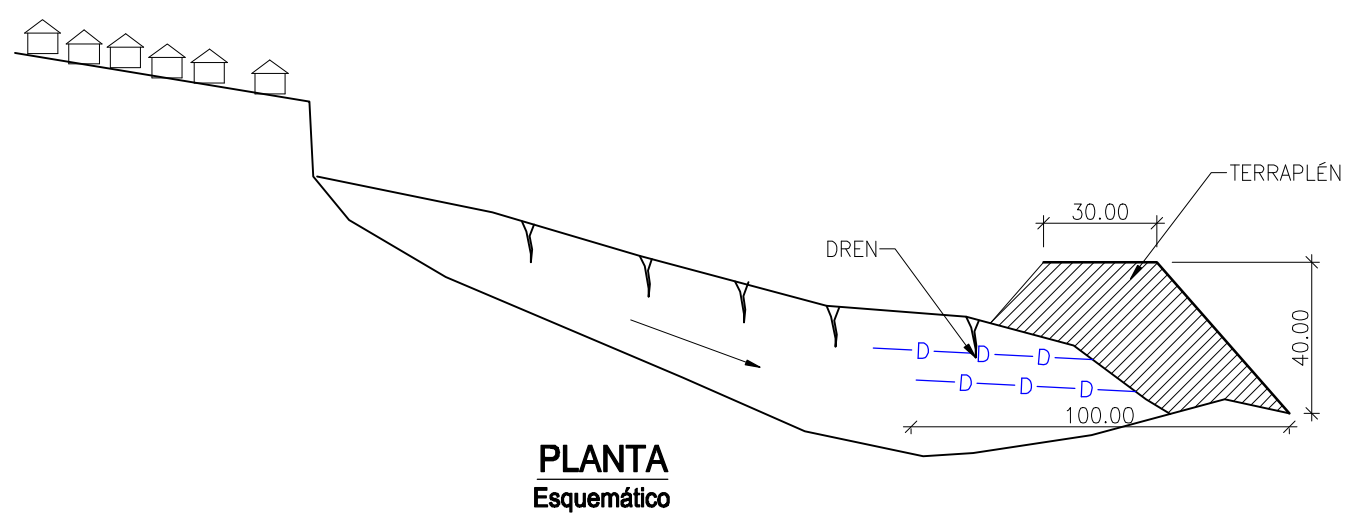 TERRAPLÉN
30.00
DREN
D D D
D D D
40.00
100.00
PLANTA
Esquemático